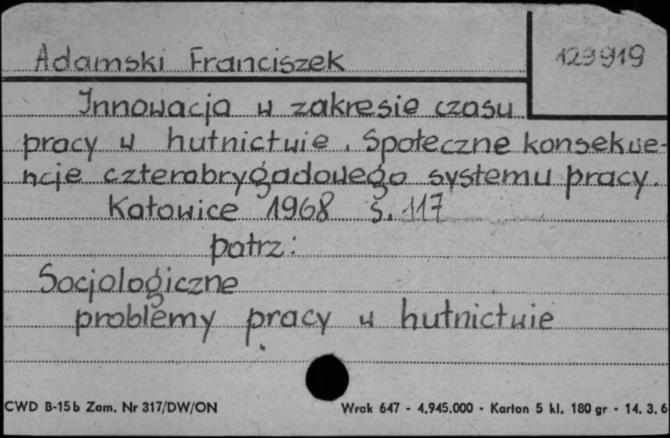 Adamski Franciszek
129919
Innowacja w zakresie czasu
pracy w hutnictwie. Społeczne konsekwe-
ncje czterobrygadowego systemu pracy.
Katowice 1968 s. 117
patrz:
Socjologiczne
problemy pracy w hutnictwie
CWD B-15b Zam. Nr 317/DW/ON
Wrak 647 - 4.945.000 - Karton 5 kl. 180 gr - 14. 3. 6